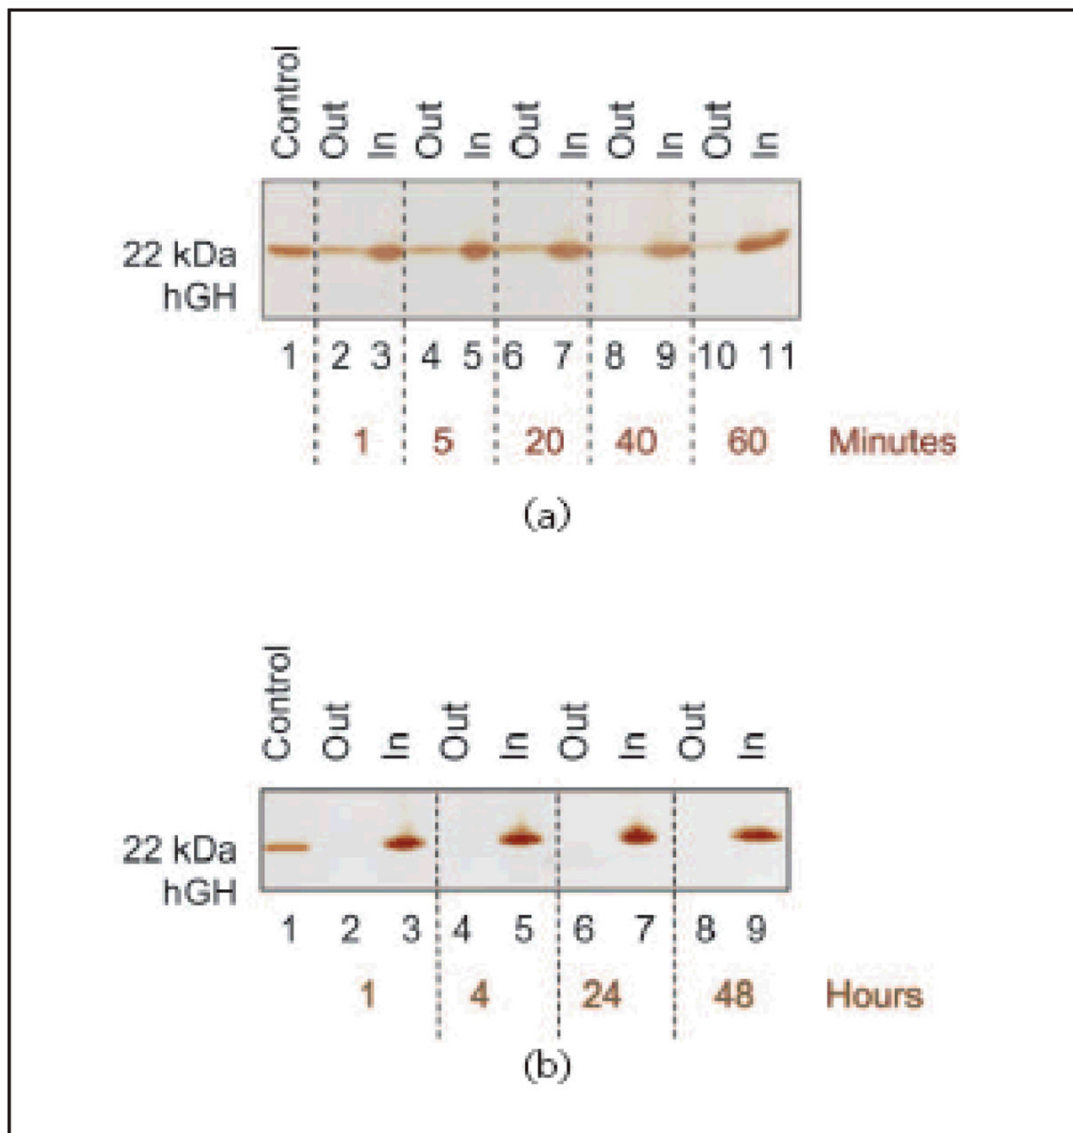 Control Out In Out In Out In Out In Out In
22 kDa
hGH
1 2 3 4 5 6 7 8 9 10 11
1 5 20 40 60 Minutes
(a)
Control Out In Out In Out In Out In
22 kDa
hGH
1 2 3 4 5 6 7 8 9
1 4 24 48 Hours
(b)